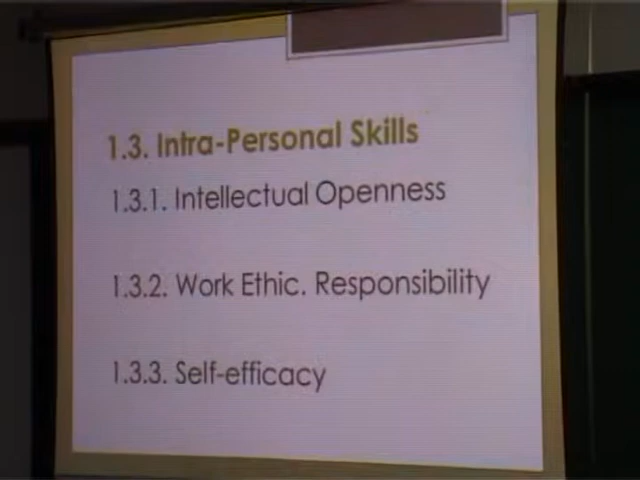 1.3. Intra-Personal Skills
1.3.1. Intellectual Openness
1.3.2. Work Ethic. Responsibility
1.3.3. Self-efficacy